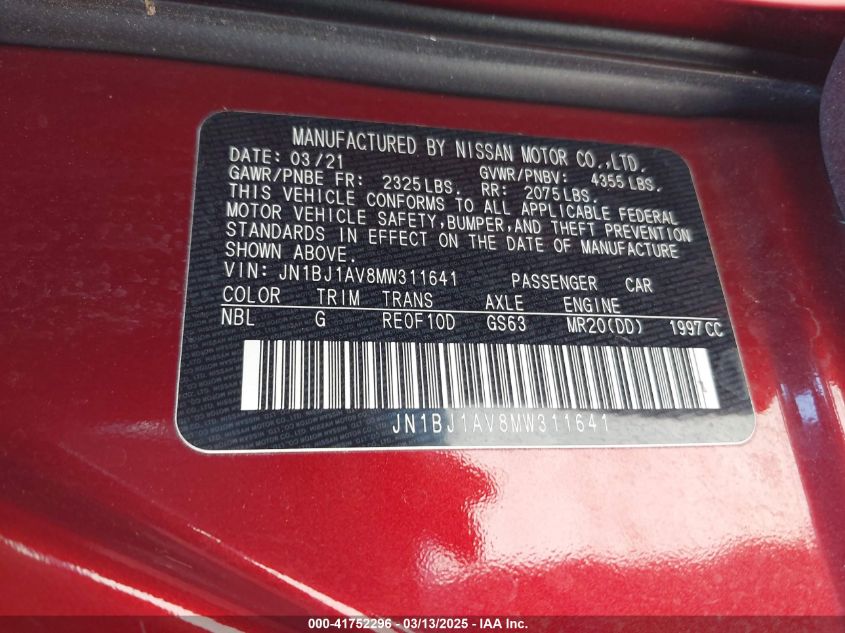 MANUFACTURED BY NISSAN MOTOR CO.,LTD.
DATE: 03/21 GVWR/PNBV: 4355 LBS.
GAWR/PNBE FR: 2325LBS. RR: 2075LBS.
THIS VEHICLE CONFORMS TO ALL APPLICABLE FEDERAL
MOTOR VEHICLE SAFETY,BUMPER,AND THEFT PREVENTION
STANDARDS IN EFFECT ON THE DATE OF MANUFACTURE
SHOWN ABOVE.
VIN: JN1BJ1AV8MW311641 PASSENGER CAR
COLOR TRIM TRANS AXLE ENGINE
NBL G RE0F10D GS63 MR20(DD) 1997CC
JN1BJ1AV8MW311641
000-41752296 - 03/13/2025 - IAA Inc.